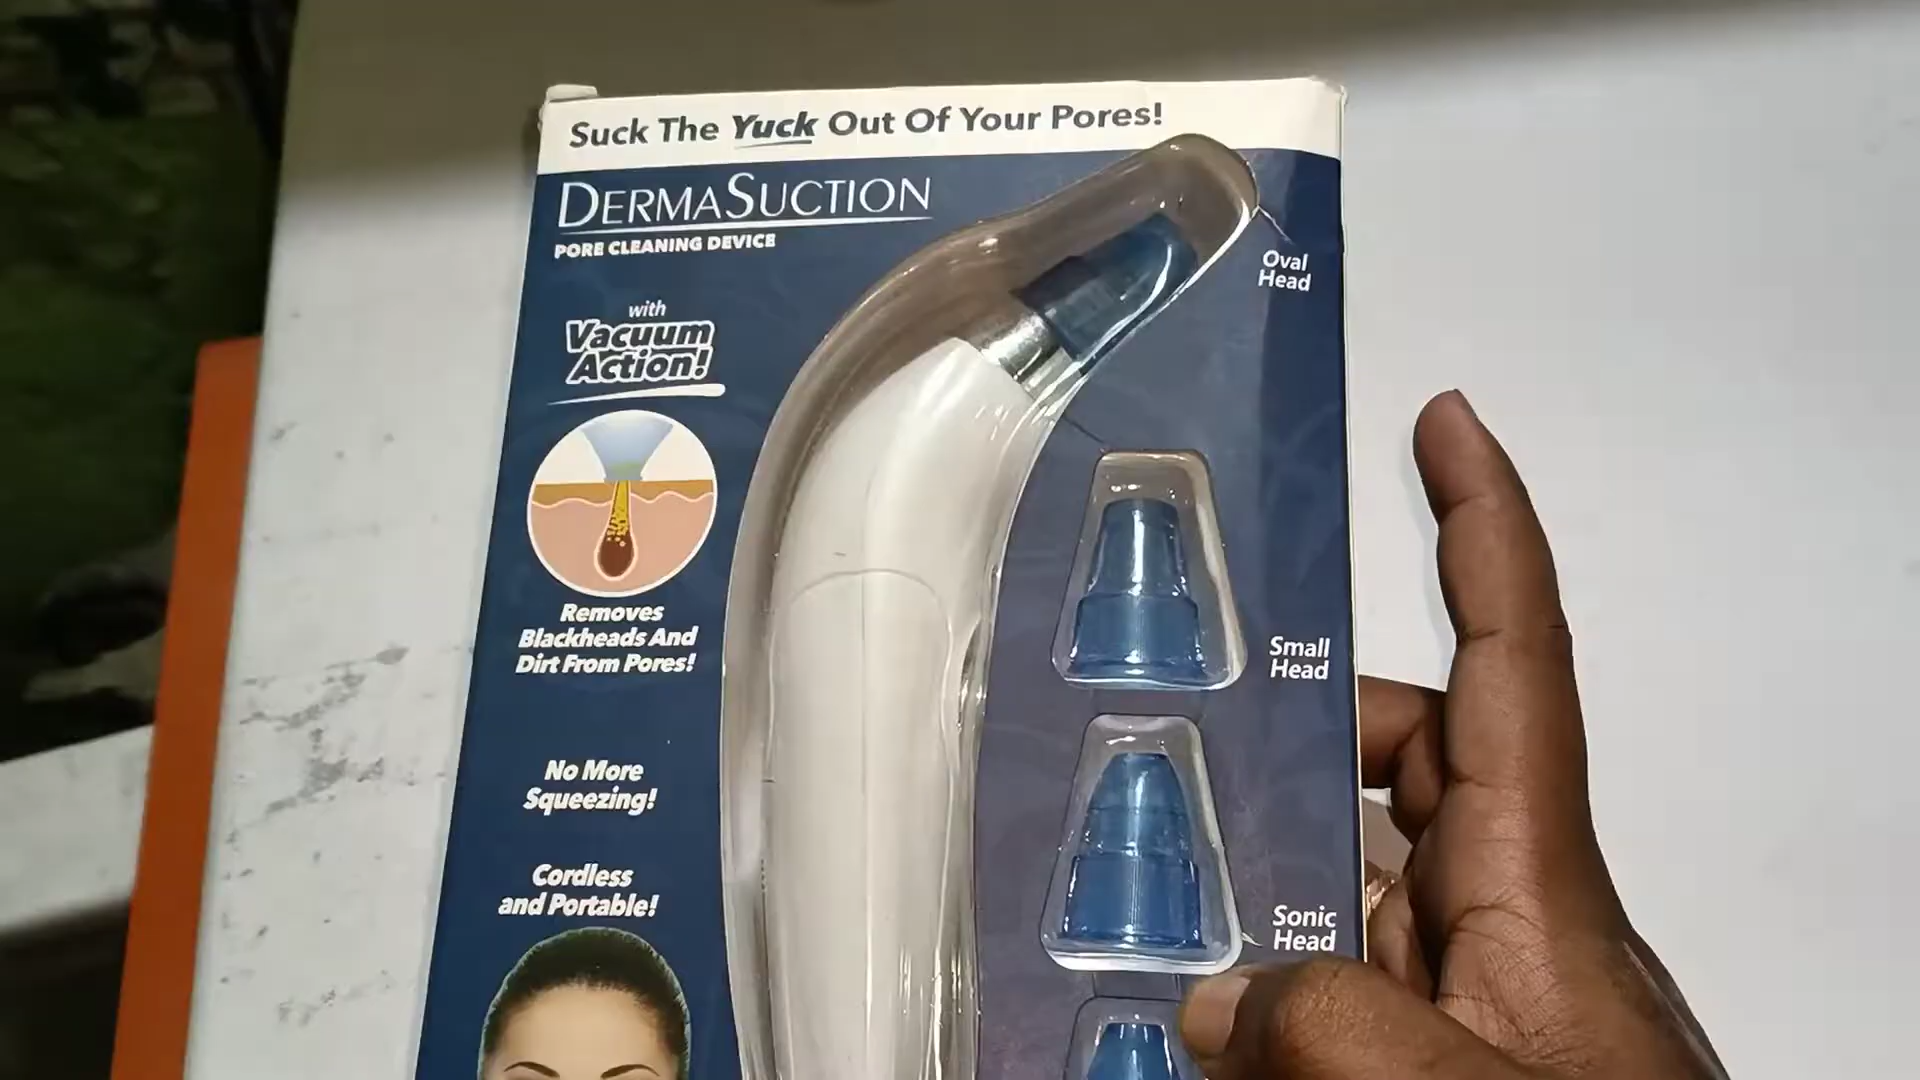 Suck The Yuck Out Of Your Pores!
DERMASUCTION
PORE CLEANING DEVICE
with
Vacuum
Action!
Removes
Blackheads And
Dirt From Pores!
No More
Squeezing!
Cordless
and Portable!
Oval
Head
Small
Head
Sonic
Head